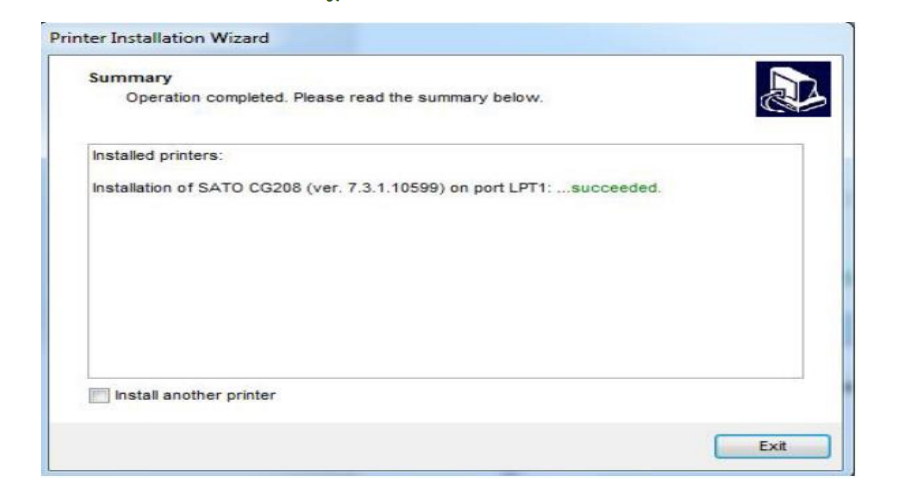 Printer Installation Wizard
Summary
Operation completed. Please read the summary below.
Installed printers:
Installation of SATO CG208 (ver. 7.3.1.10599) on port LPT1: ...succeeded.
Install another printer
Exit